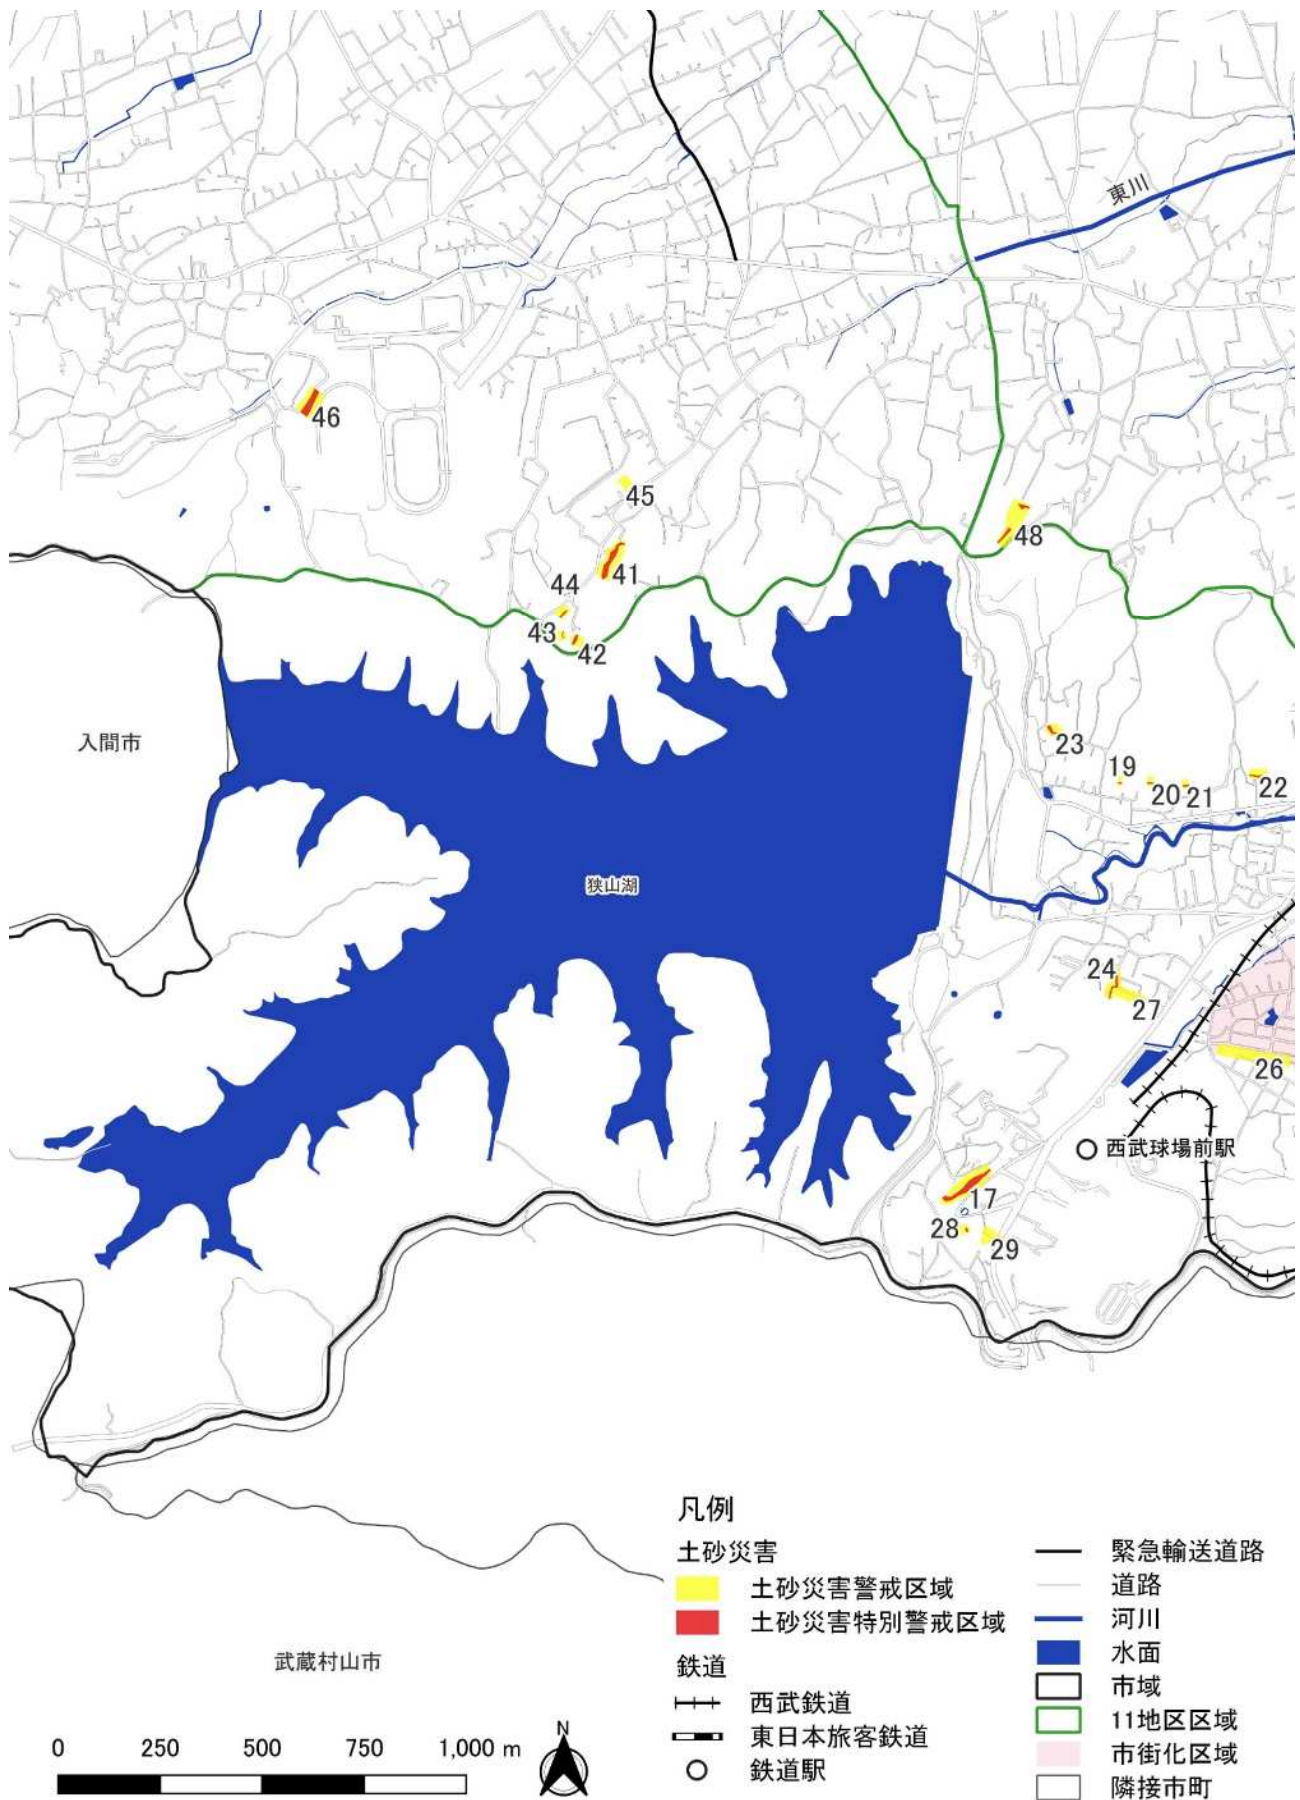 東川
46
45
48
41
44
43
42
入間市
23
19
20
21
22
狭山湖
24
27
26
西武球場前駅
17
28
29
武蔵村山市
0 250 500 750 1,000 m
N
凡例
土砂災害
土砂災害警戒区域
土砂災害特別警戒区域
鉄道
西武鉄道
東日本旅客鉄道
鉄道駅
緊急輸送道路
道路
河川
水面
市域
11地区区域
市街化区域
隣接市町